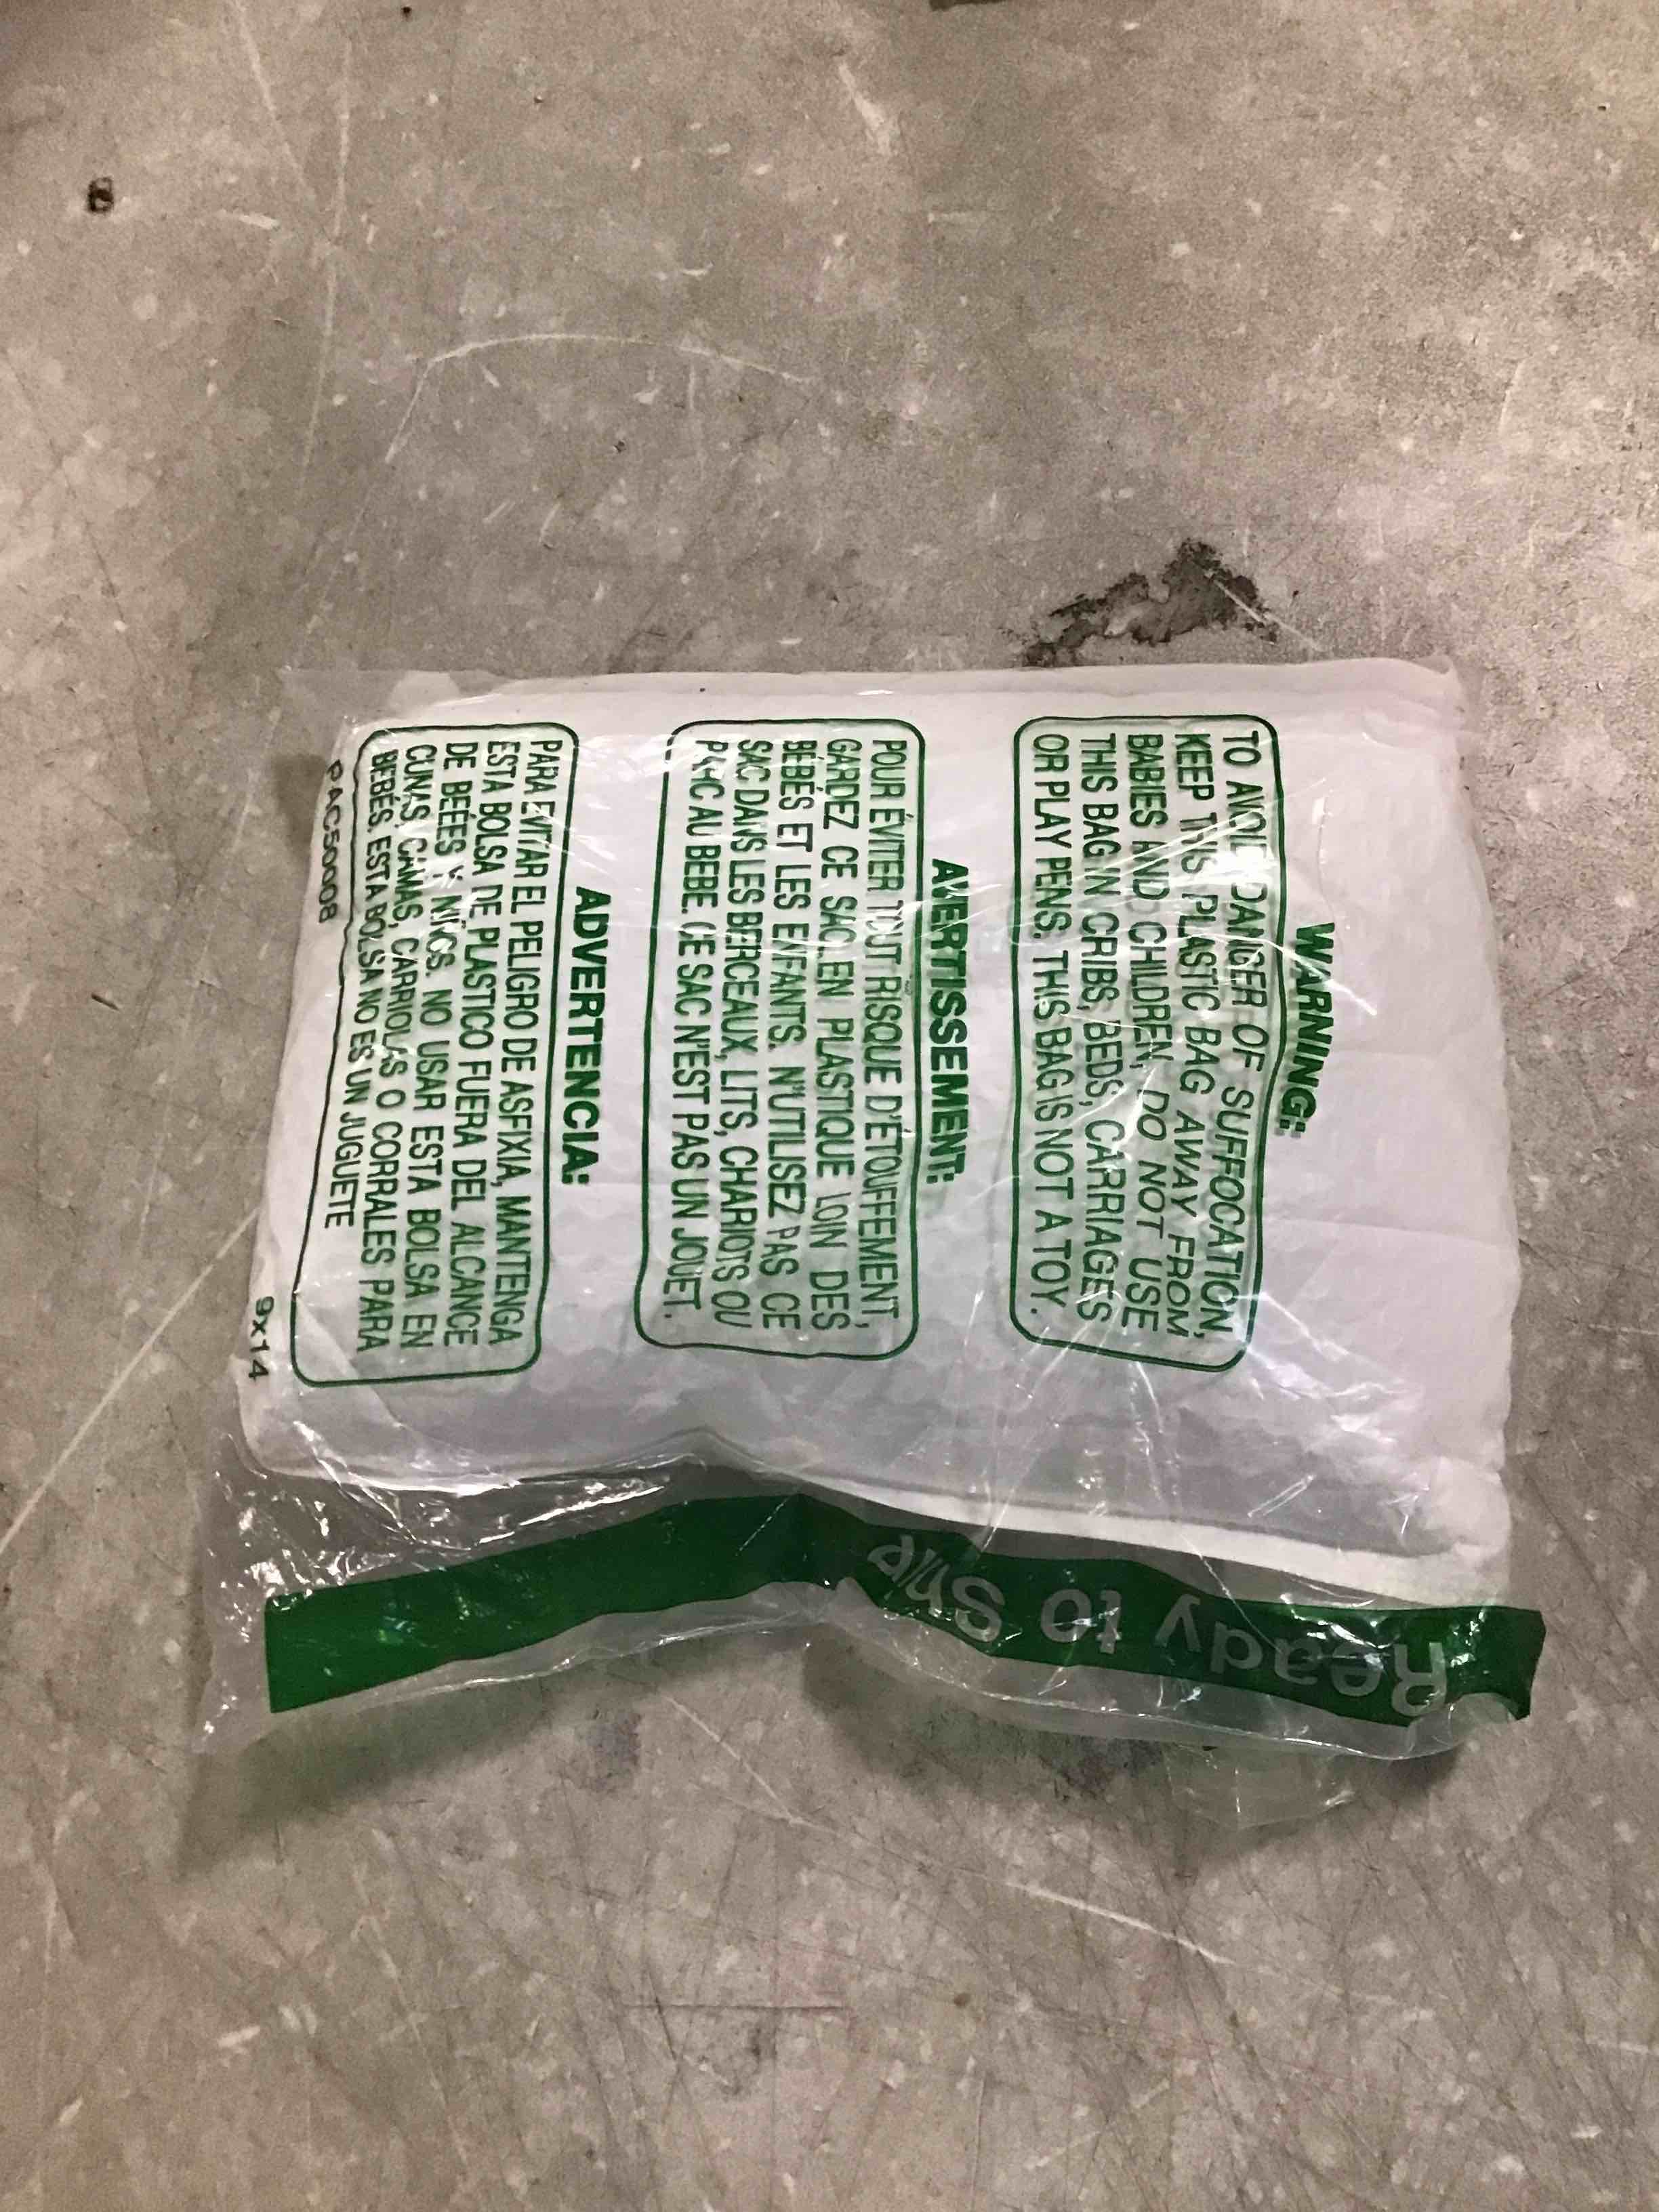 WARNING:
TO AVOID DANGER OF SUFFOCATION,
KEEP THIS PLASTIC BAG AWAY FROM
BABIES AND CHILDREN, DO NOT USE
THIS BAG IN CRIBS, BEDS, CARRIAGES
OR PLAY PENS. THIS BAG IS NOT A TOY.
AVERTISSEMENT:
POUR ÉVITER TOUT RISQUE D'ÉTOUFFEMENT,
GARDEZ CE SAC EN PLASTIQUE LOIN DES
BÉBÉS ET LES ENFANTS. N'UTILISEZ PAS CE
SAC DANS LES BERCEAUX, LITS, CHARIOTS OU
PARC AU BEBE. CE SAC N'EST PAS UN JOUET.
ADVERTENCIA:
PARA EVITAR EL PELIGRO DE ASFIXIA, MANTENGA
ESTA BOLSA DE PLASTICO FUERA DEL ALCANCE
DE BEÉES Y NIÑOS. NO USAR ESTA BOLSA EN
CUNAS, CAMAS, CARRIOLAS O CORRALES PARA
BEBÉS. ESTA BOLSA NO ES UN JUGUETE
PAC50008
9x14
Ready to Ship